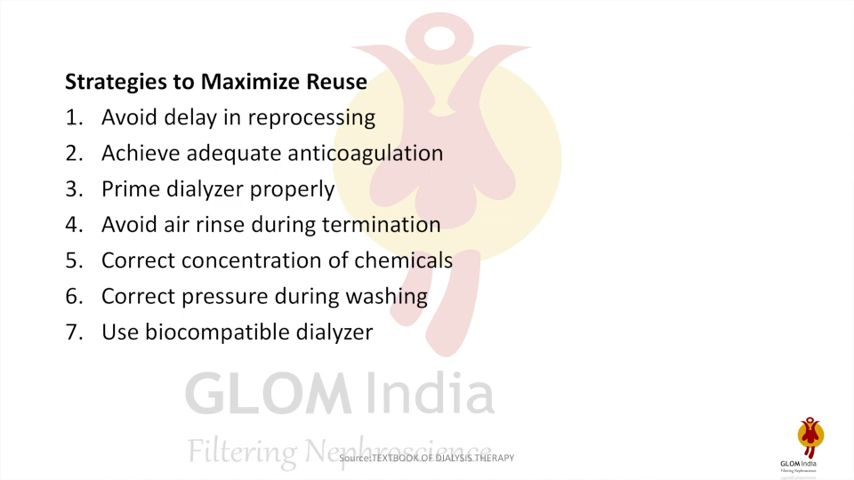 Strategies to Maximize Reuse
1. Avoid delay in reprocessing
2. Achieve adequate anticoagulation
3. Prime dialyzer properly
4. Avoid air rinse during termination
5. Correct concentration of chemicals
6. Correct pressure during washing
7. Use biocompatible dialyzer
GLOM India
Filtering Nephroscience
Source:TEXTBOOK OF DIALYSIS THERAPY
GLOM India
Filtering Nephroscience